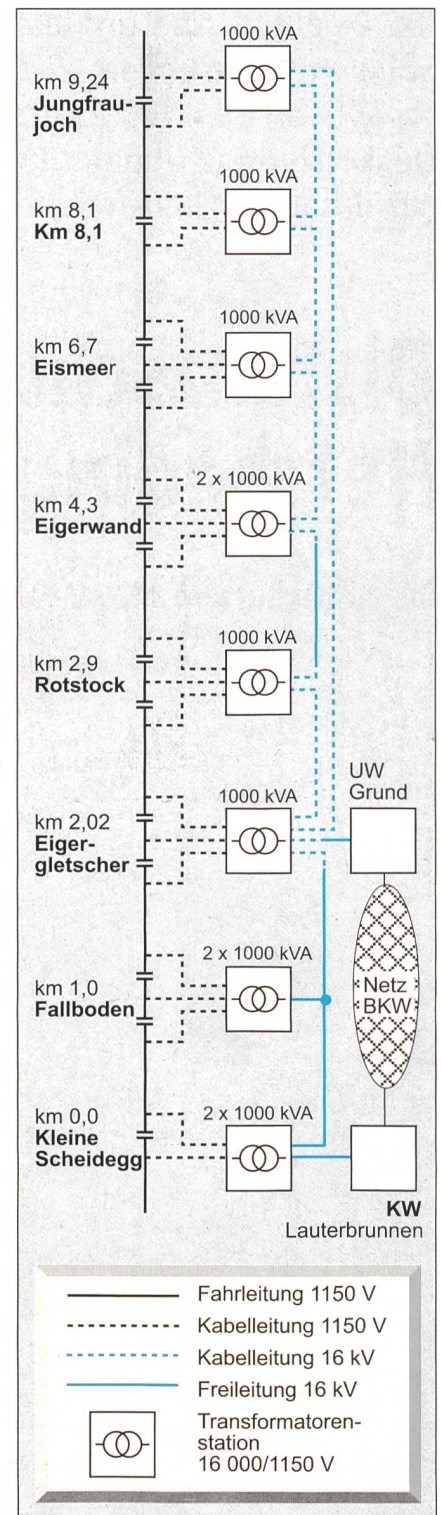 1000 kVA
km 9,24
Jungfrau-
joch
1000 kVA
km 8,1
Km 8,1
1000 kVA
km 6,7
Eismeer
2 x 1000 kVA
km 4,3
Eigerwand
1000 kVA
km 2,9
Rotstock
1000 kVA
km 2,02
Eiger-
gletscher
UW
Grund
2 x 1000 kVA
km 1,0
Fallboden
Netz
BKW
2 x 1000 kVA
km 0,0
Kleine
Scheidegg
KW
Lauterbrunnen
Fahrleitung 1150 V
Kabelleitung 1150 V
Kabelleitung 16 kV
Freileitung 16 kV
Transformatoren-
station
16 000/1150 V